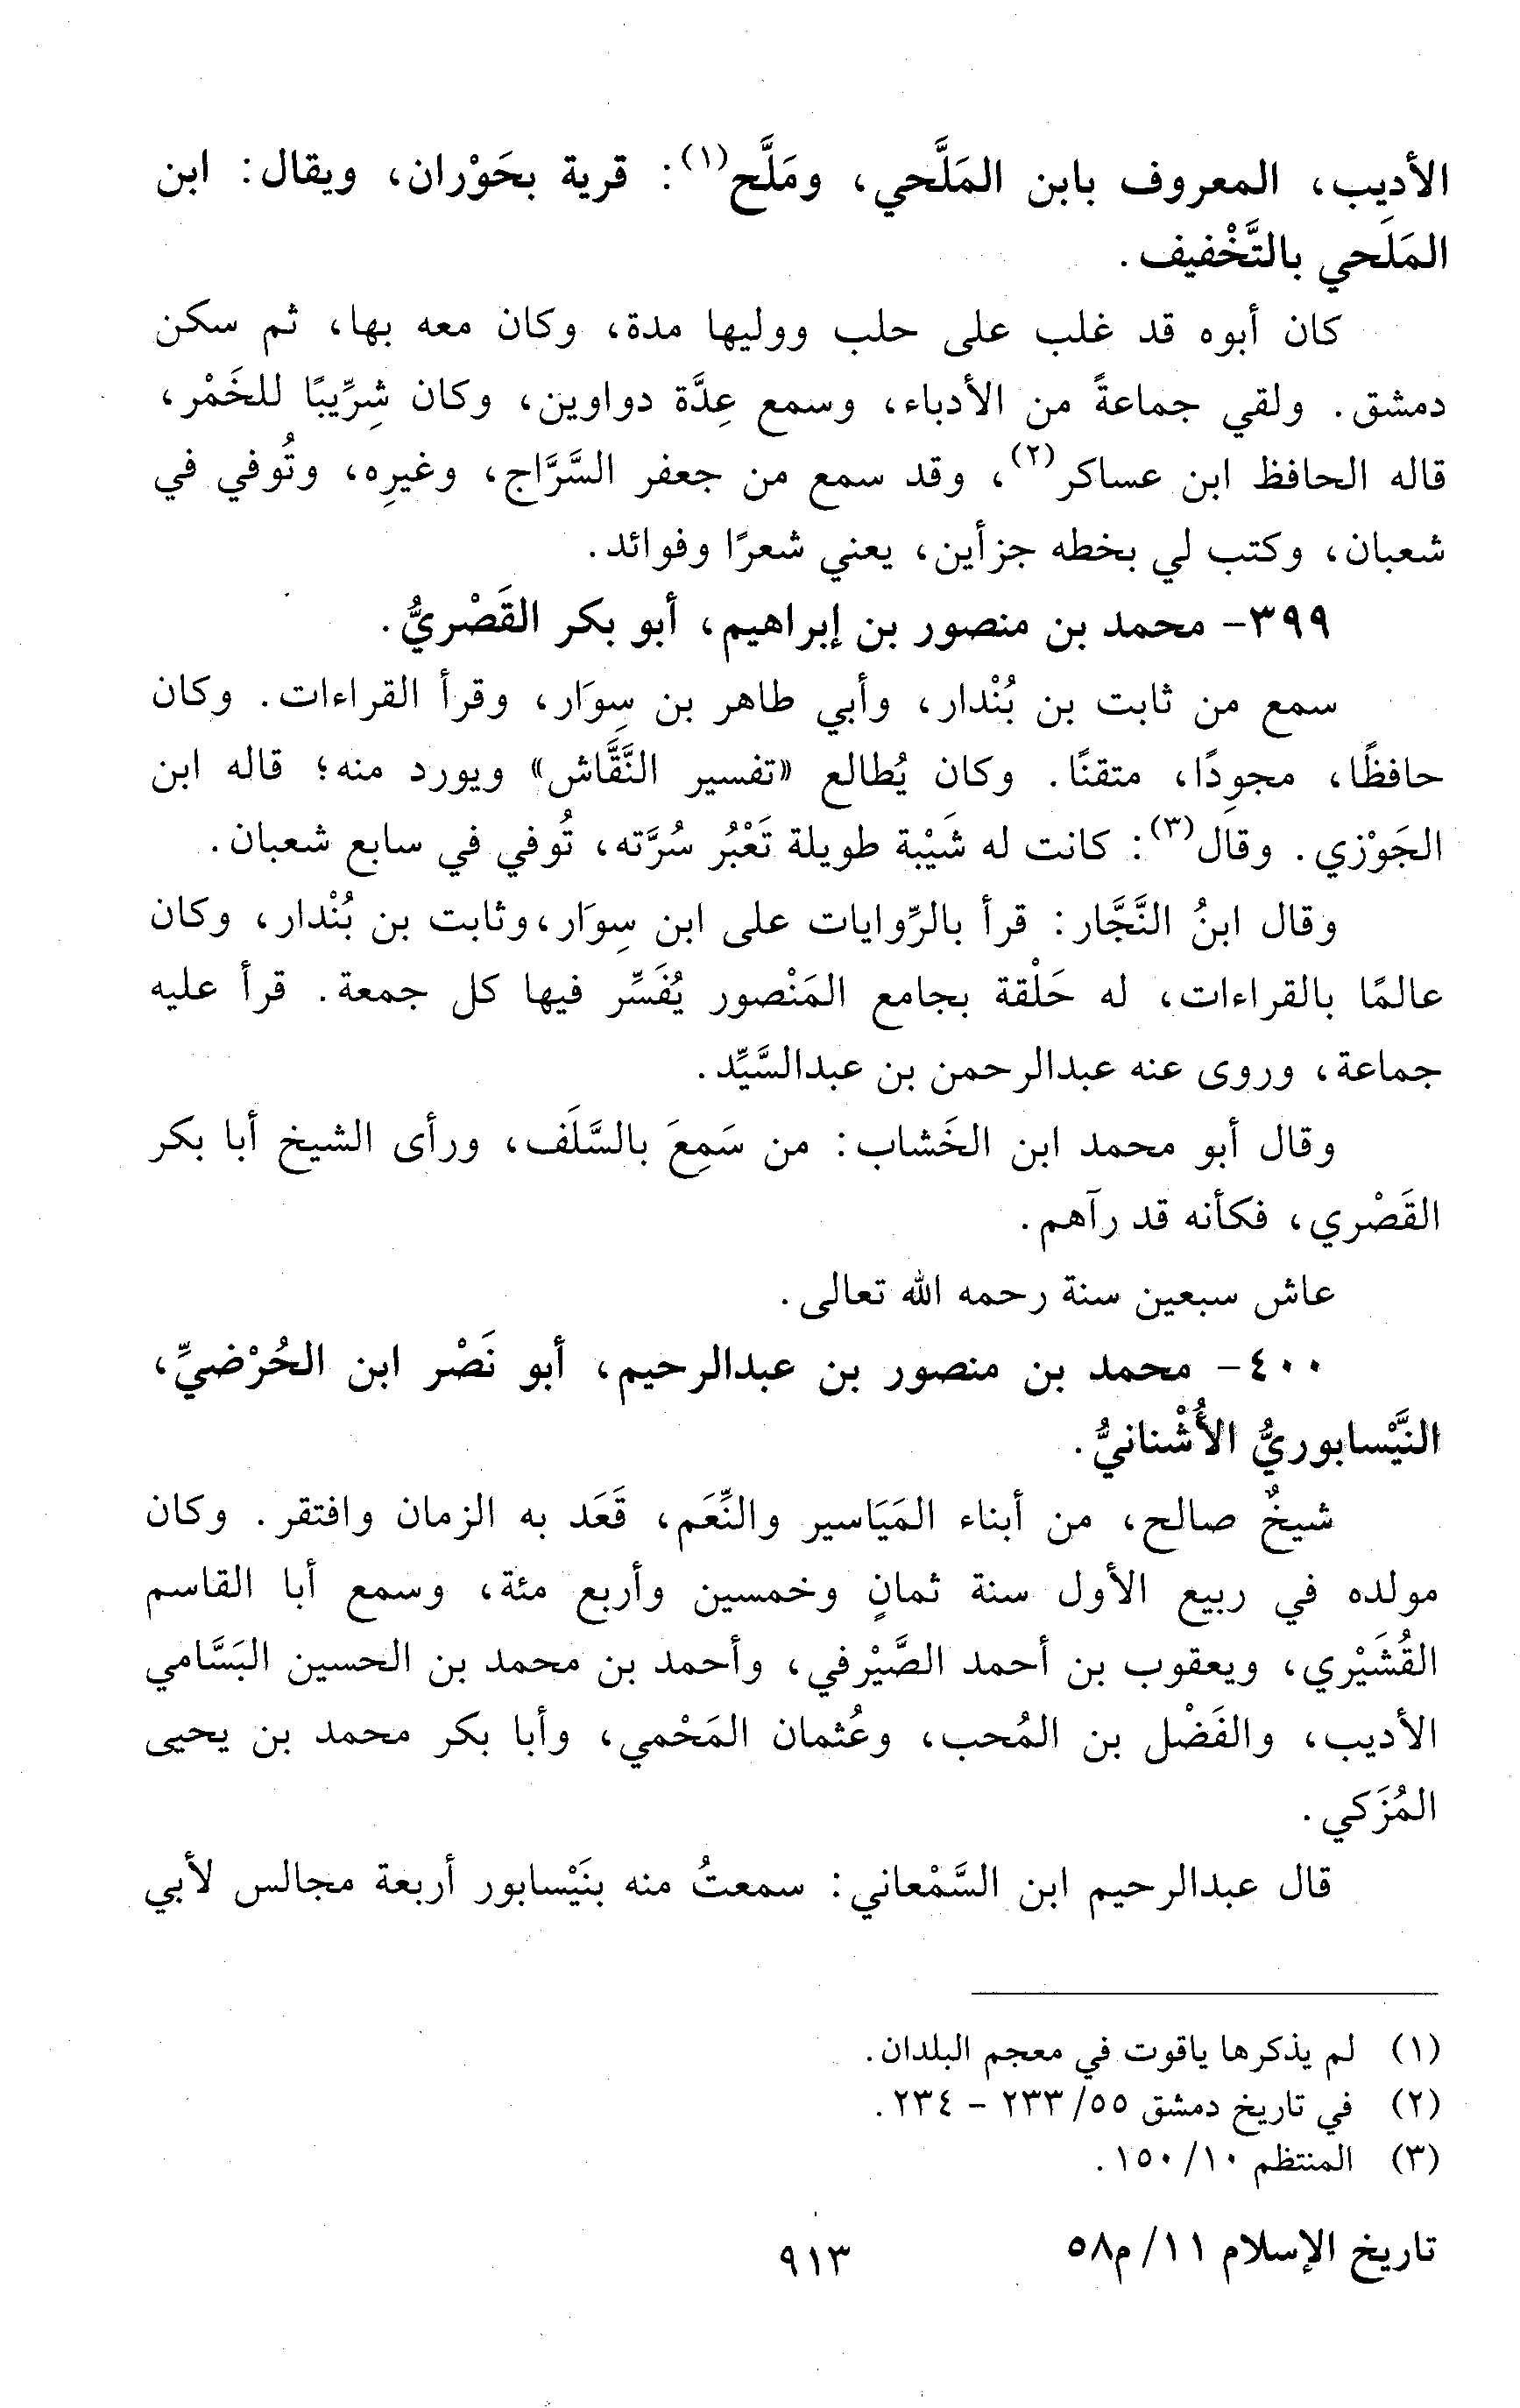 الأديب، المعروف بابن المَلَّحي، ومَلَّح(١): قرية بحَوْران، ويقال: ابن
المَلَحي بالتَّخْفيف.
كان أبوه قد غلب على حلب ووليها مدة، وكان معه بها، ثم سكن
دمشق. ولقي جماعةً من الأدباء، وسمع عِدَّة دواوين، وكان شِرِّيبًا للخَمْر،
قاله الحافظ ابن عساكر(٢)، وقد سمع من جعفر السَّرَّاج، وغيرِه، وتُوفي في
شعبان، وكتب لي بخطه جزأين، يعني شعرًا وفوائد.
٣٩٩- محمد بن منصور بن إبراهيم، أبو بكر القَصْريُّ.
سمع من ثابت بن بُنْدار، وأبي طاهر بن سِوَار، وقرأ القراءات. وكان
حافظًا، مجودًا، متقنًا. وكان يُطالع «تفسير النَّقَّاش» ويورد منه؛ قاله ابن
الجَوْزي. وقال(٣): كانت له شَيْبة طويلة تَعْبُر سُرَّته، تُوفي في سابع شعبان.
وقال ابنُ النَّجَّار: قرأ بالرِّوايات على ابن سِوَار، وثابت بن بُنْدار، وكان
عالمًا بالقراءات، له حَلْقة بجامع المَنْصور يُفَسِّر فيها كل جمعة. قرأ عليه
جماعة، وروى عنه عبدالرحمن بن عبدالسَّيِّد.
وقال أبو محمد ابن الخَشاب: من سَمِعَ بالسَّلَف، ورأى الشيخ أبا بكر
القَصْري، فكأنه قد رآهم.
عاش سبعين سنة رحمه الله تعالى.
٤٠٠- محمد بن منصور بن عبدالرحيم، أبو نَصْر ابن الحُرْضيِّ،
النَّيْسابوريُّ الأُشْنانيُّ.
شيخٌ صالح، من أبناء المَيَاسير والنِّعَم، قَعَد به الزمان وافتقر. وكان
مولده في ربيع الأول سنة ثمانٍ وخمسين وأربع مئة، وسمع أبا القاسم
القُشَيْري، ويعقوب بن أحمد الصَّيْرفي، وأحمد بن محمد بن الحسين البَسَّامي
الأديب، والفَضْل بن المُحب، وعُثمان المَحْمي، وأبا بكر محمد بن يحيى
المُزَكي.
قال عبدالرحيم ابن السَّمْعاني: سمعتُ منه بنَيْسابور أربعة مجالس لأبي
(١) لم يذكرها ياقوت في معجم البلدان.
(٢) في تاريخ دمشق ٥٥/ ٢٣٣ - ٢٣٤.
(٣) المنتظم ١٠/ ١٥٠.
تاريخ الإسلام ١١/ م٥٨
٩١٣